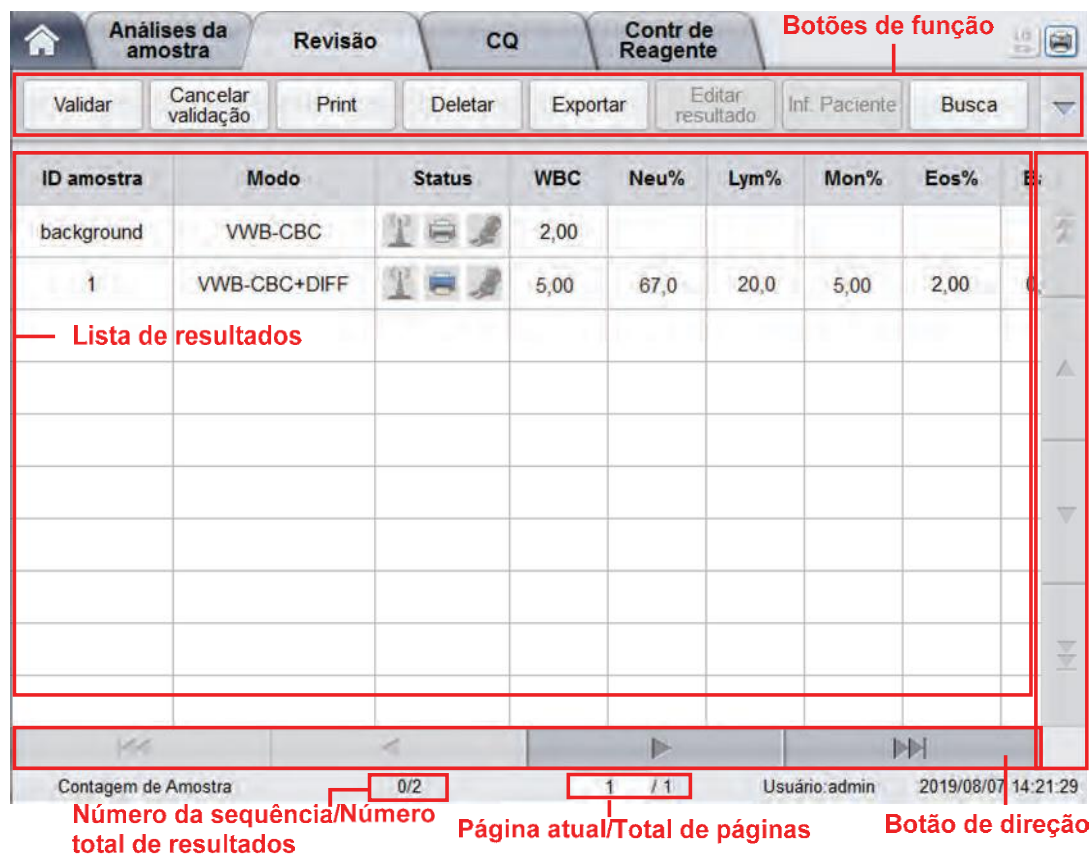 Botões de função
Análises da amostra Revisão CQ Contr de Reagente
Validar Cancelar validação Print Deletar Exportar Editar resultado Inf. Paciente Busca
ID amostra Modo Status WBC Neu% Lym% Mon% Eos%
background VWB-CBC 2,00
1 VWB-CBC+DIFF 5,00 67,0 20,0 5,00 2,00 0,
Lista de resultados
Contagem de Amostra 0/2 1 / 1 Usuário:admin 2019/08/07 14:21:29
Número da sequência/Número
total de resultados
Página atual/Total de páginas
Botão de direção